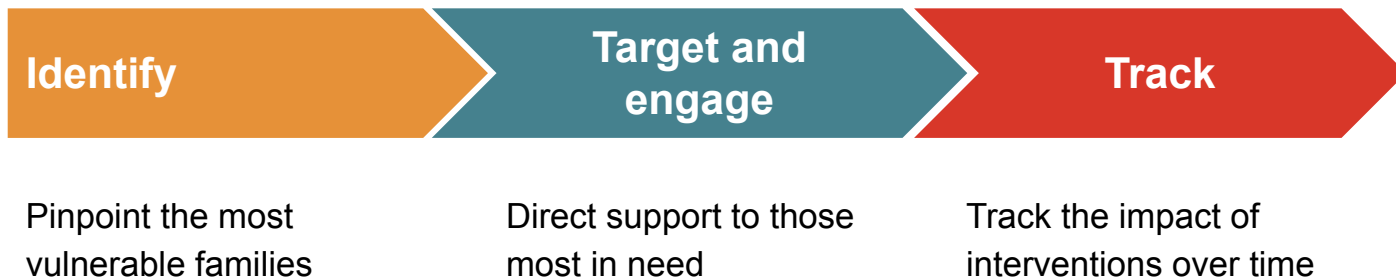 Identify
Target and
engage
Track
Pinpoint the most
vulnerable families
Direct support to those
most in need
Track the impact of
interventions over time